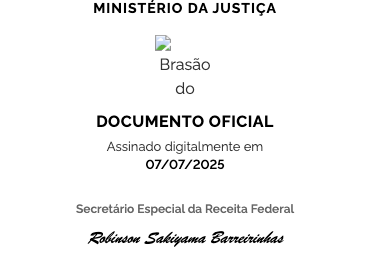 MINISTÉRIO DA JUSTIÇA
Brasão
do
DOCUMENTO OFICIAL
Assinado digitalmente em
07/07/2025
Secretário Especial da Receita Federal
Robinson Sakiyama Barreirinhas